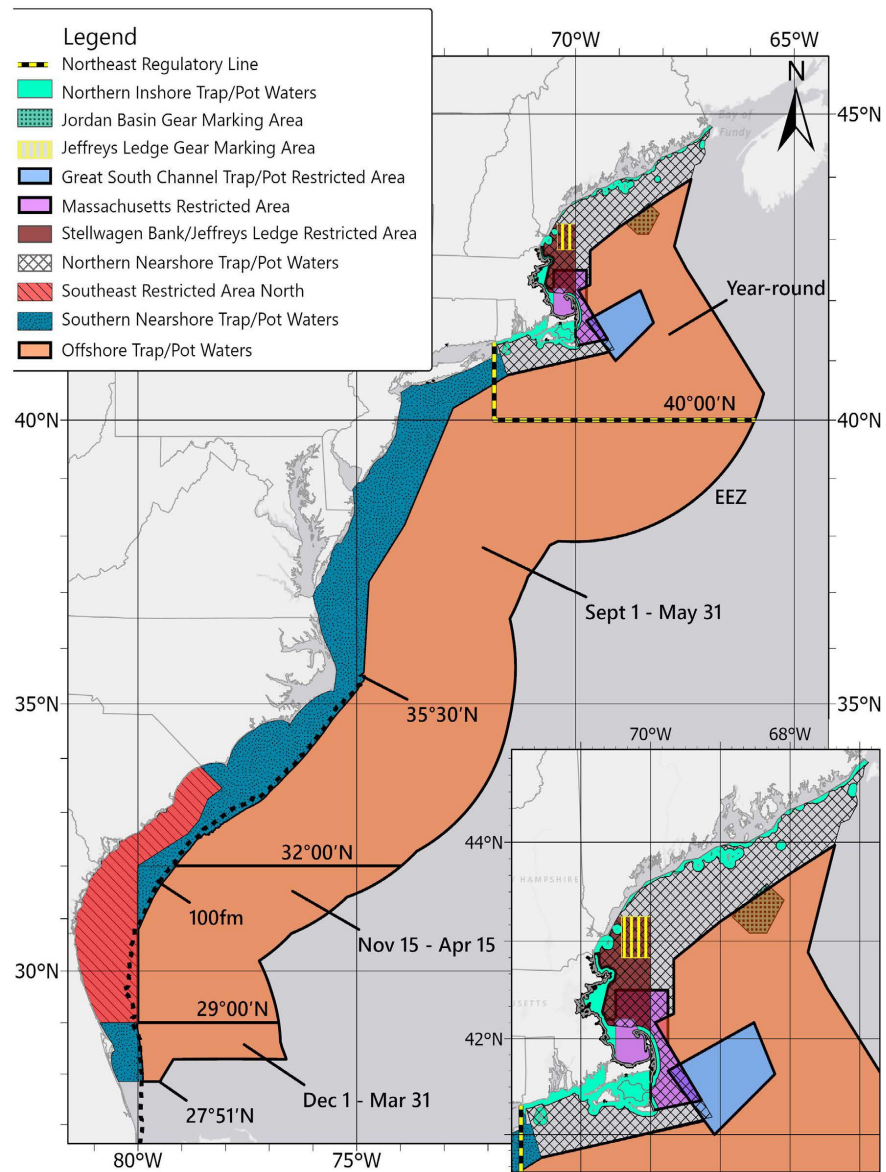 Legend
Northeast Regulatory Line
Northern Inshore Trap/Pot Waters
Jordan Basin Gear Marking Area
Jeffreys Ledge Gear Marking Area
Great South Channel Trap/Pot Restricted Area
Massachusetts Restricted Area
Stellwagen Bank/Jeffreys Ledge Restricted Area
Northern Nearshore Trap/Pot Waters
Southeast Restricted Area North
Southern Nearshore Trap/Pot Waters
Offshore Trap/Pot Waters
70°W
65°W
N
45°N
Bay of
Fundy
Year-round
40°00'N
40°N
40°N
EEZ
Sept 1 - May 31
35°30'N
35°N
35°N
32°00'N
100fm
Nov 15 - Apr 15
30°N
29°00'N
Dec 1 - Mar 31
27°51'N
80°W
75°W
70°W
68°W
44°N
HAMPSHIRE
USETTS
42°N